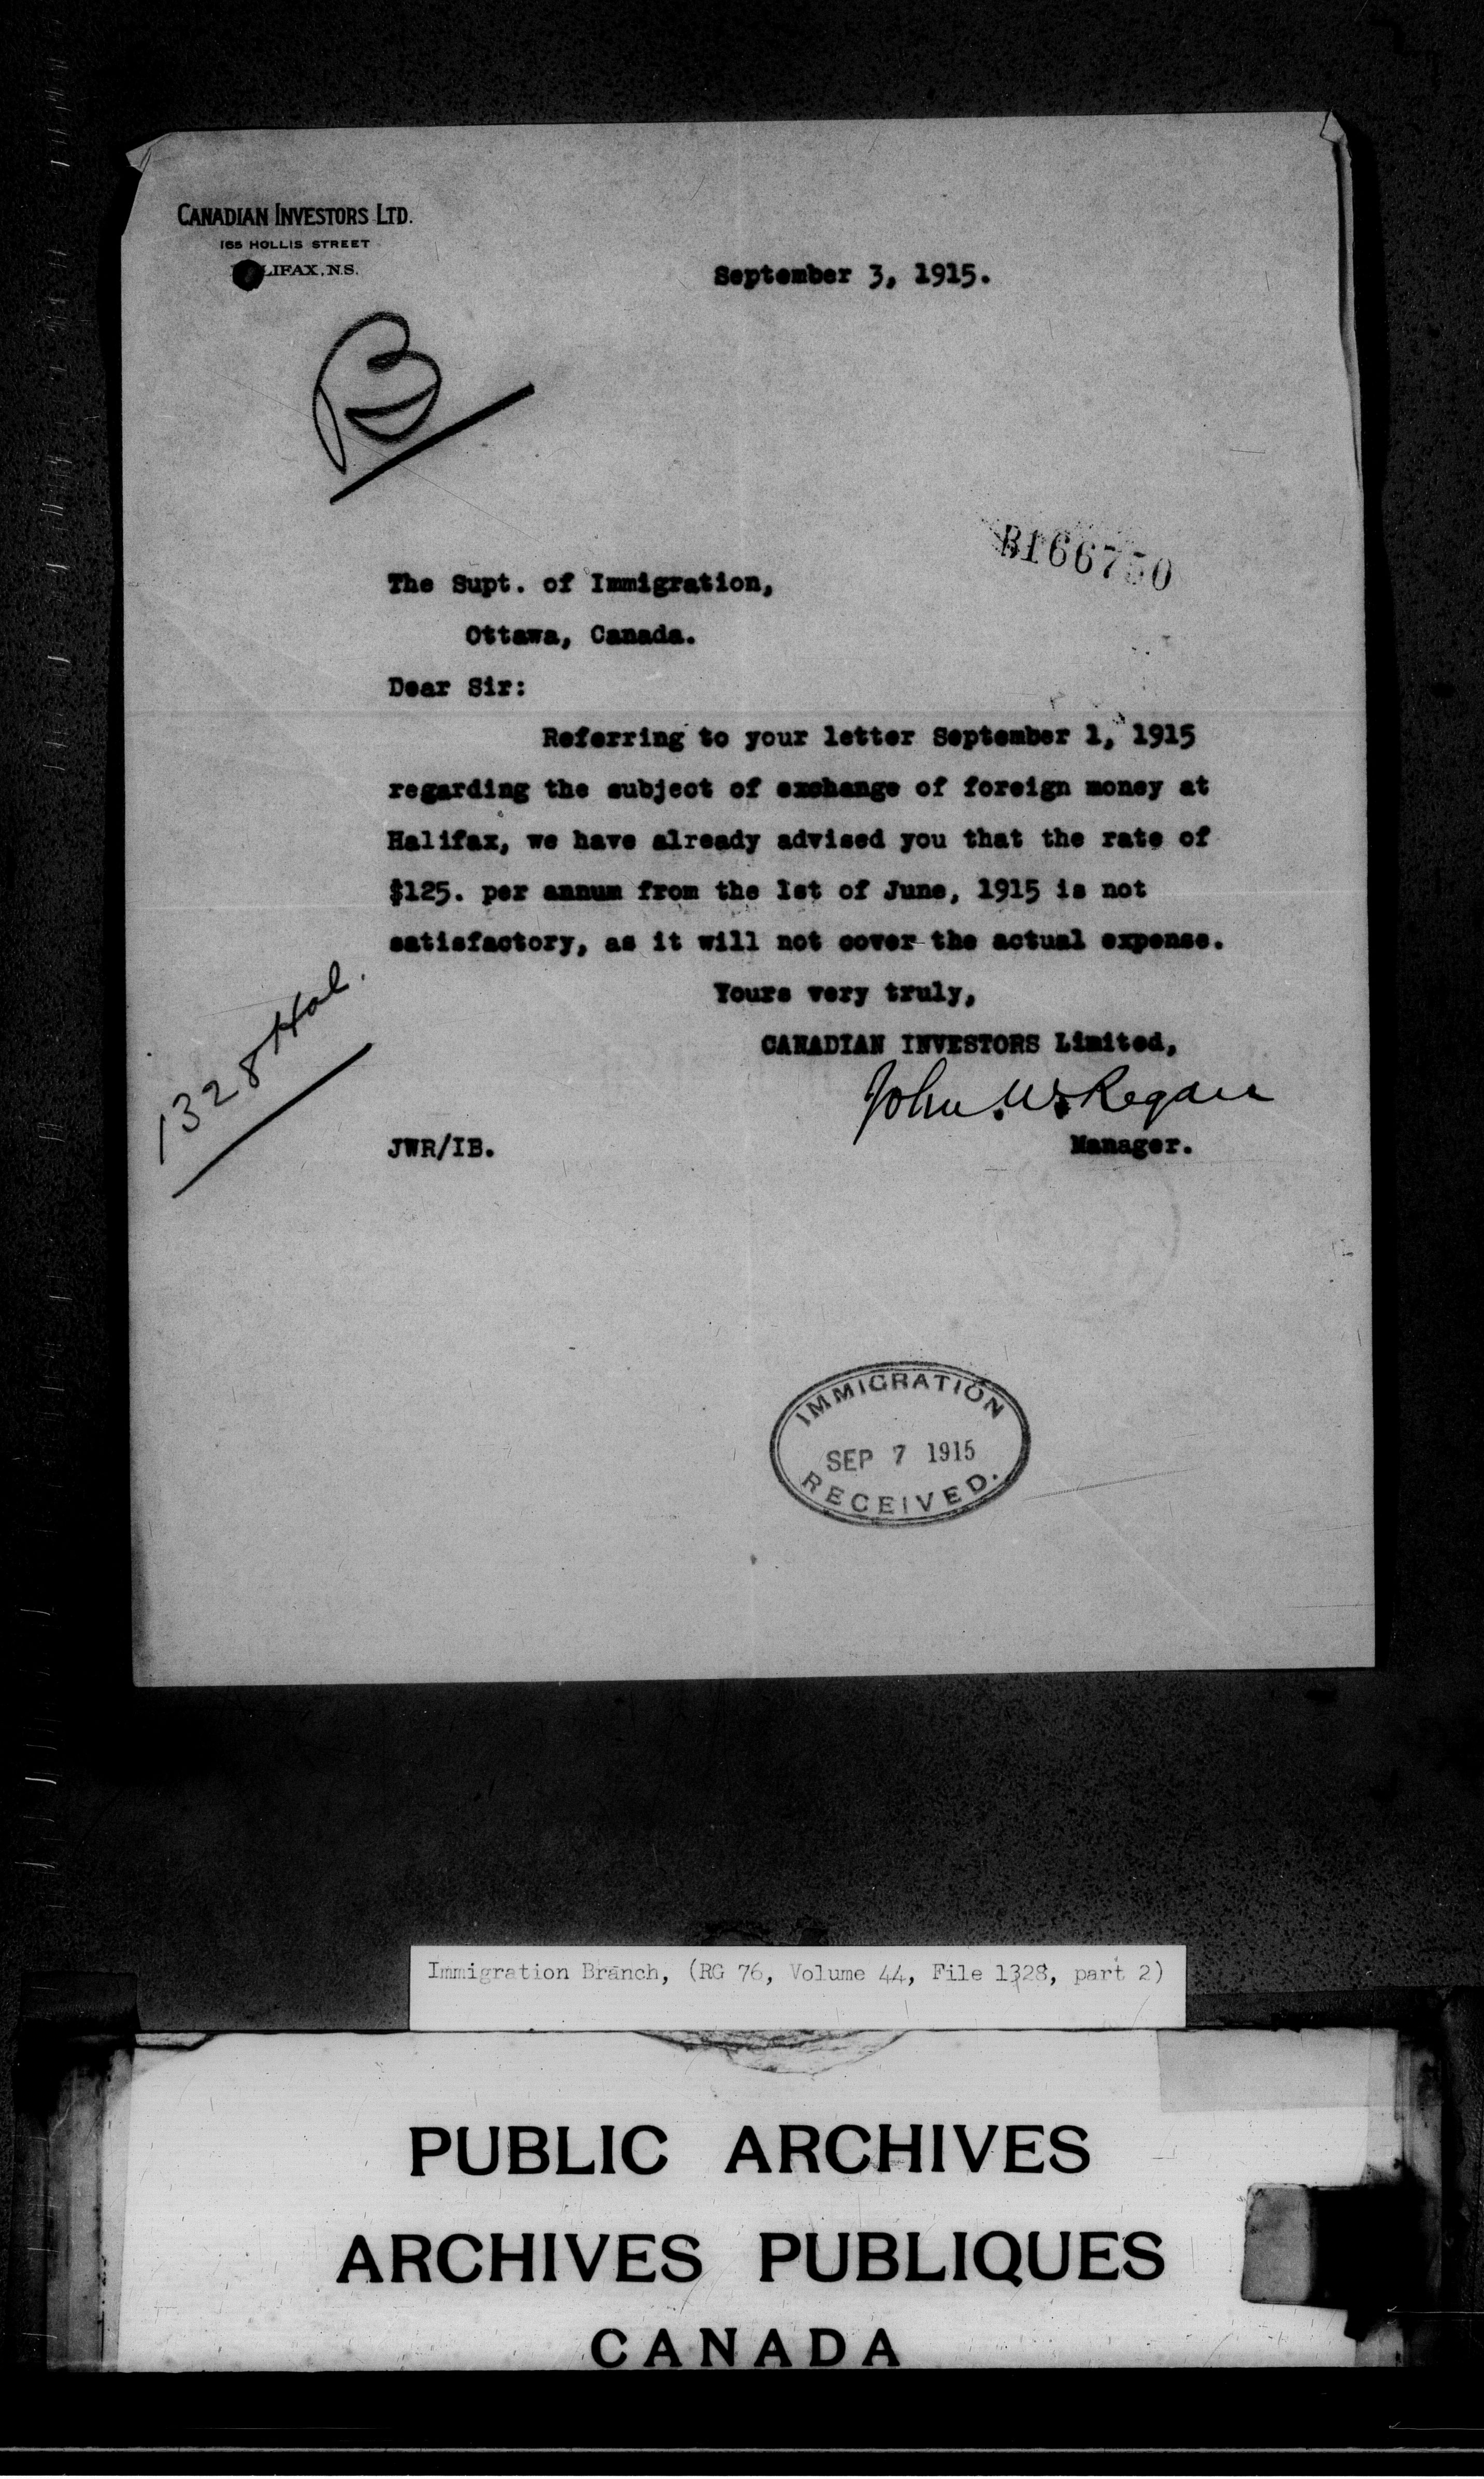 CANADIAN INVESTORS LTD.
165 HOLLIS STREET
LIFAX, N.S.
September 3, 1915.
B
B166750
The Supt. of Immigration,
Ottawa, Canada.
Dear Sir:
Referring to your letter September 1, 1915
regarding the subject of exchange of foreign money at
Halifax, we have already advised you that the rate of
$125. per annum from the 1st of June, 1915 is not
satisfactory, as it will not cover the actual expense.
Yours very truly,
CANADIAN INVESTORS Limited,
John W. Regan
Manager.
JWR/IB.
1328 Hal.
IMMIGRATION
SEP 7 1915
RECEIVED.
Immigration Branch, (RG 76, Volume 44, File 1328, part 2)
PUBLIC ARCHIVES
ARCHIVES PUBLIQUES
CANADA